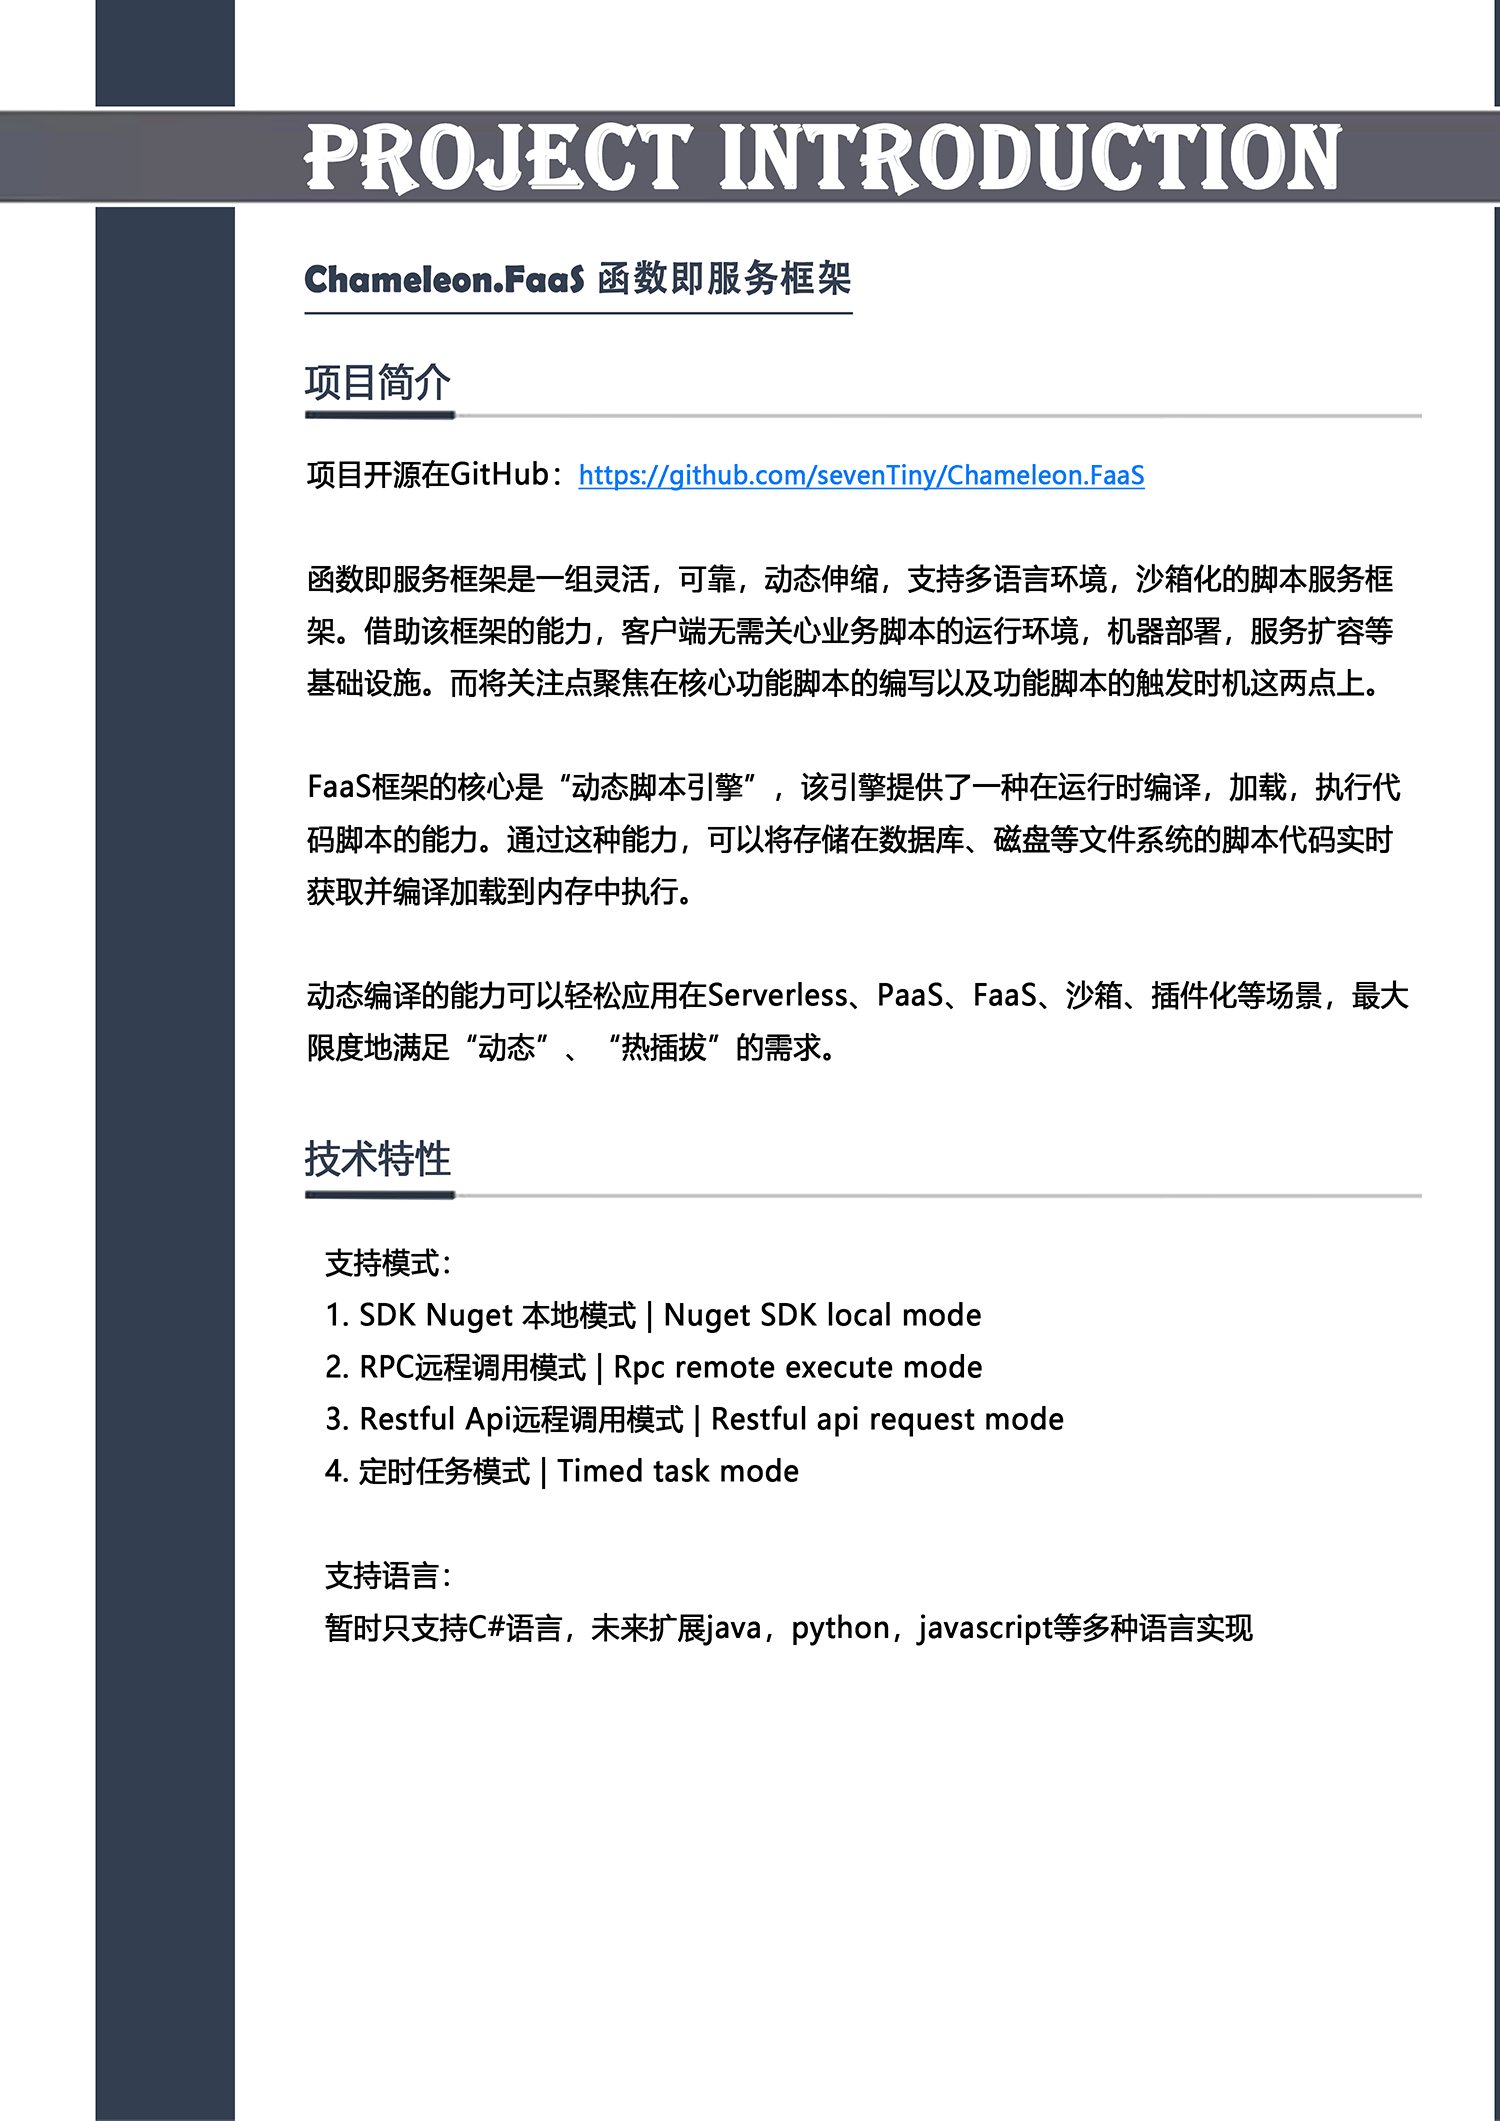 PROJECT INTRODUCTION
Chameleon.FaaS 函数即服务框架
项目简介
项目开源在GitHub：https://github.com/sevenTiny/Chameleon.FaaS
函数即服务框架是一组灵活，可靠，动态伸缩，支持多语言环境，沙箱化的脚本服务框
架。借助该框架的能力，客户端无需关心业务脚本的运行环境，机器部署，服务扩容等
基础设施。而将关注点聚焦在核心功能脚本的编写以及功能脚本的触发时机这两点上。
FaaS框架的核心是“动态脚本引擎”，该引擎提供了一种在运行时编译，加载，执行代
码脚本的能力。通过这种能力，可以将存储在数据库、磁盘等文件系统的脚本代码实时
获取并编译加载到内存中执行。
动态编译的能力可以轻松应用在Serverless、PaaS、FaaS、沙箱、插件化等场景，最大
限度地满足“动态”、“热插拔”的需求。
技术特性
支持模式：
1. SDK Nuget 本地模式 | Nuget SDK local mode
2. RPC远程调用模式 | Rpc remote execute mode
3. Restful Api远程调用模式 | Restful api request mode
4. 定时任务模式 | Timed task mode
支持语言：
暂时只支持C#语言，未来扩展java，python，javascript等多种语言实现